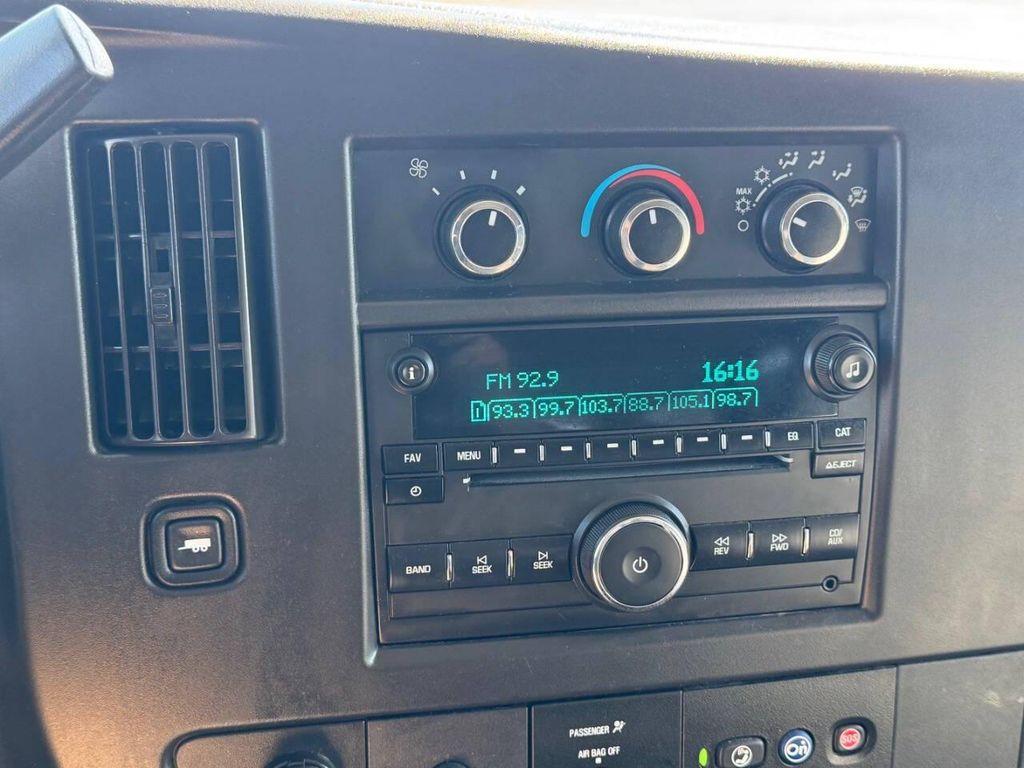 MAX
i
FM 92.9 16:16
1 93.3 99.7 103.7 88.7 105.1 98.7
FAV MENU EQ CAT
EJECT
BAND SEEK SEEK REV FWD CD/
AUX
PASSENGER
AIR BAG OFF
On SOS